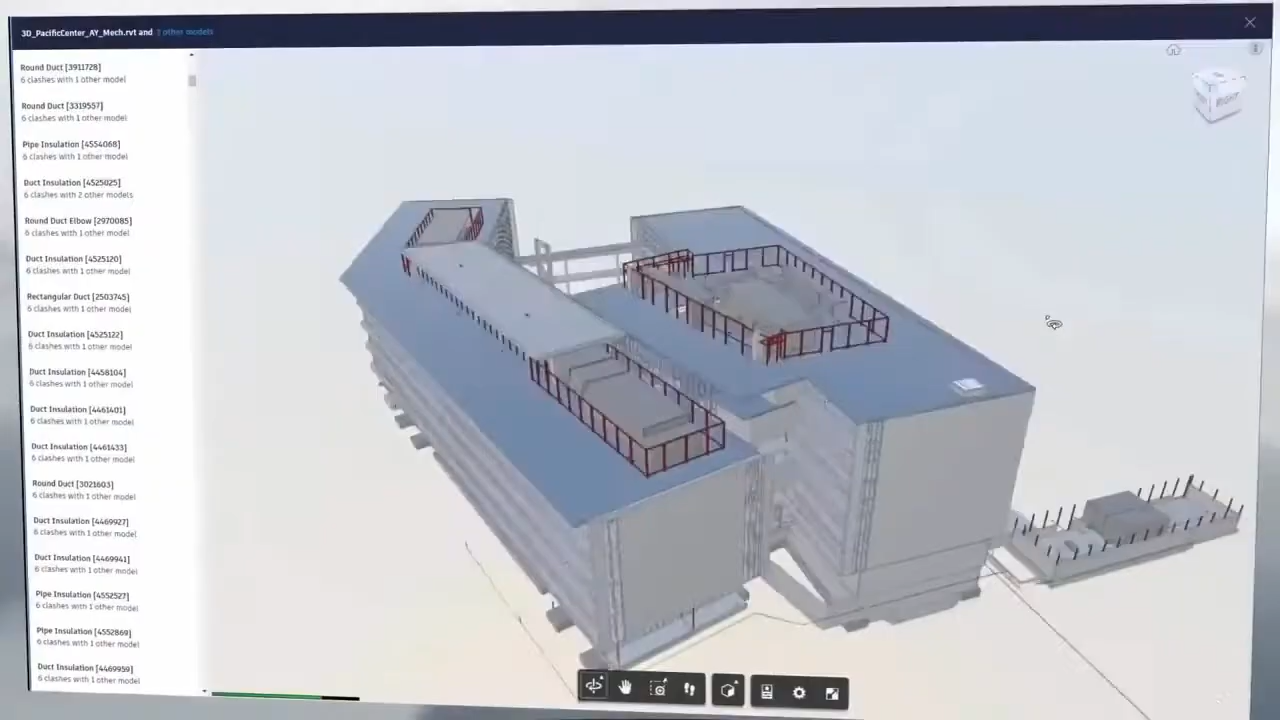 3D_PacificCenter_AY_Mech.rvt and 3 other models
Round Duct [3911728]
6 clashes with 1 other model
Round Duct [3319557]
6 clashes with 1 other model
Pipe Insulation [4554068]
6 clashes with 1 other model
Duct Insulation [4525025]
6 clashes with 2 other models
Round Duct Elbow [2970085]
6 clashes with 1 other model
Duct Insulation [4525120]
6 clashes with 1 other model
Rectangular Duct [2503745]
6 clashes with 1 other model
Duct Insulation [4525122]
6 clashes with 1 other model
Duct Insulation [4458104]
6 clashes with 1 other model
Duct Insulation [4461401]
6 clashes with 1 other model
Duct Insulation [4461433]
6 clashes with 1 other model
Round Duct [3021603]
6 clashes with 1 other model
Duct Insulation [4469927]
6 clashes with 1 other model
Duct Insulation [4469941]
6 clashes with 1 other model
Pipe Insulation [4552527]
6 clashes with 1 other model
Pipe Insulation [4552869]
6 clashes with 1 other model
Duct Insulation [4469959]
6 clashes with 1 other model
RIGHT